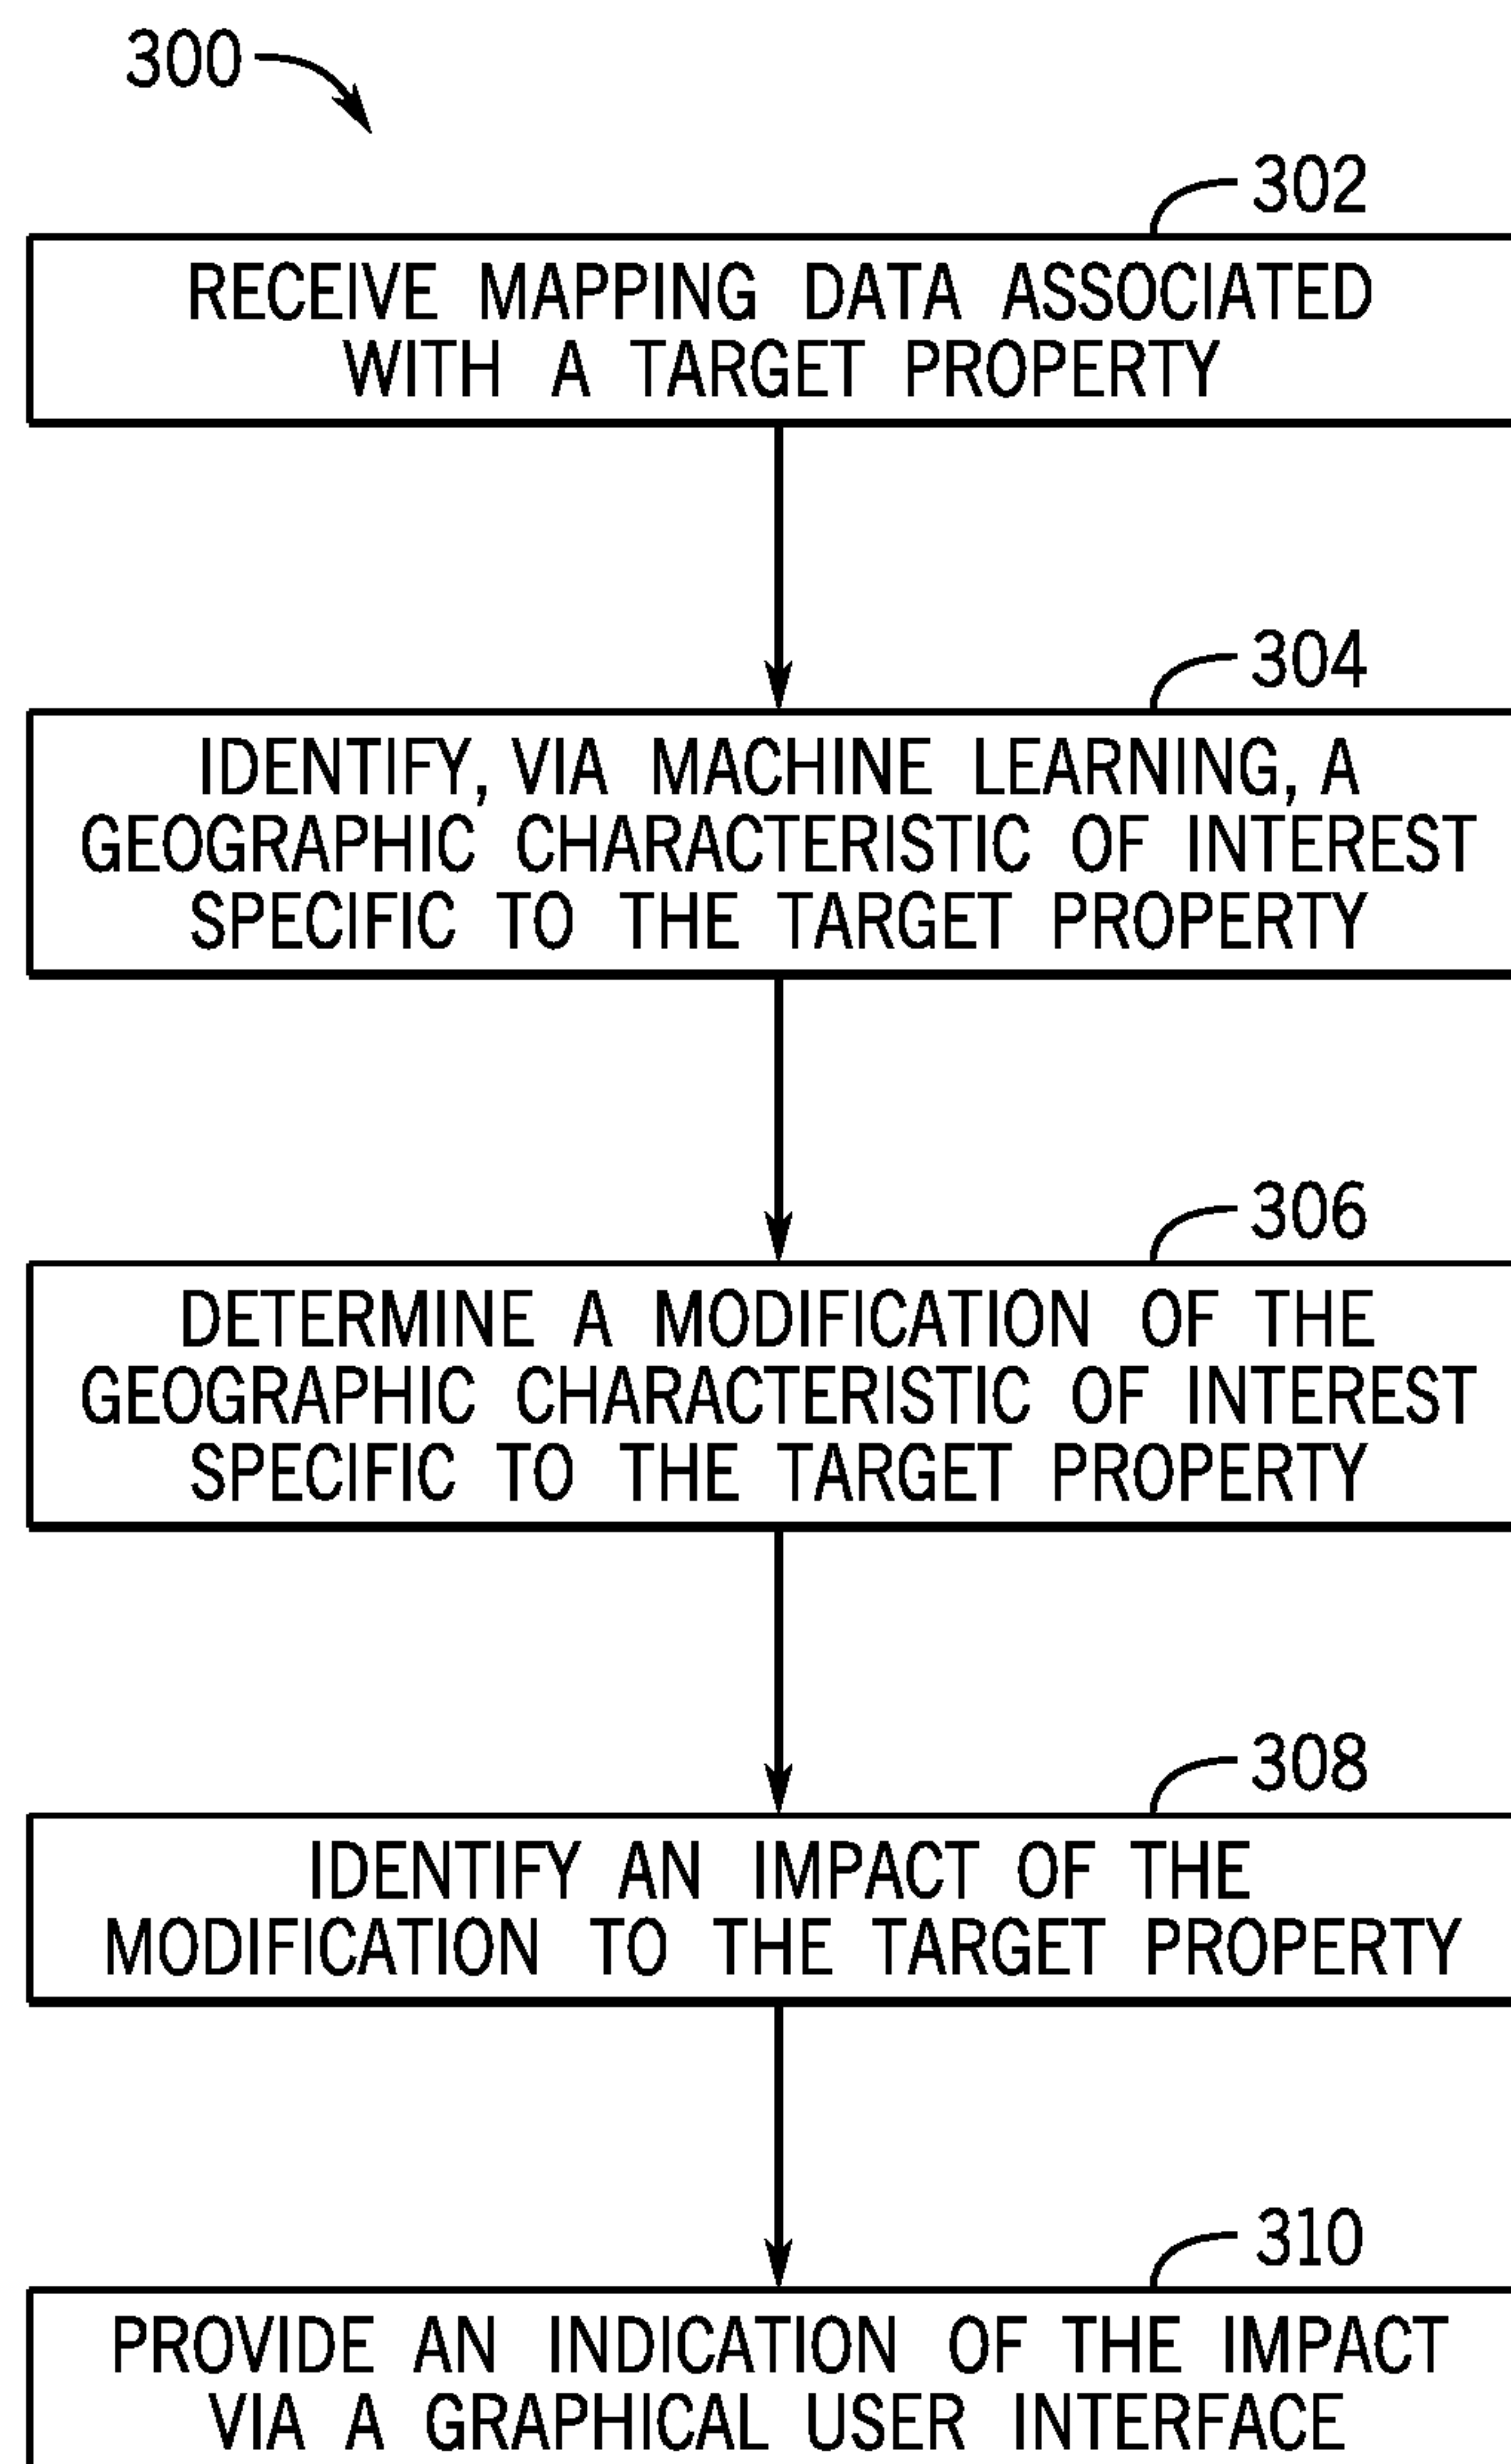 300
302
RECEIVE MAPPING DATA ASSOCIATED
WITH A TARGET PROPERTY
304
IDENTIFY, VIA MACHINE LEARNING, A
GEOGRAPHIC CHARACTERISTIC OF INTEREST
SPECIFIC TO THE TARGET PROPERTY
306
DETERMINE A MODIFICATION OF THE
GEOGRAPHIC CHARACTERISTIC OF INTEREST
SPECIFIC TO THE TARGET PROPERTY
308
IDENTIFY AN IMPACT OF THE
MODIFICATION TO THE TARGET PROPERTY
310
PROVIDE AN INDICATION OF THE IMPACT
VIA A GRAPHICAL USER INTERFACE